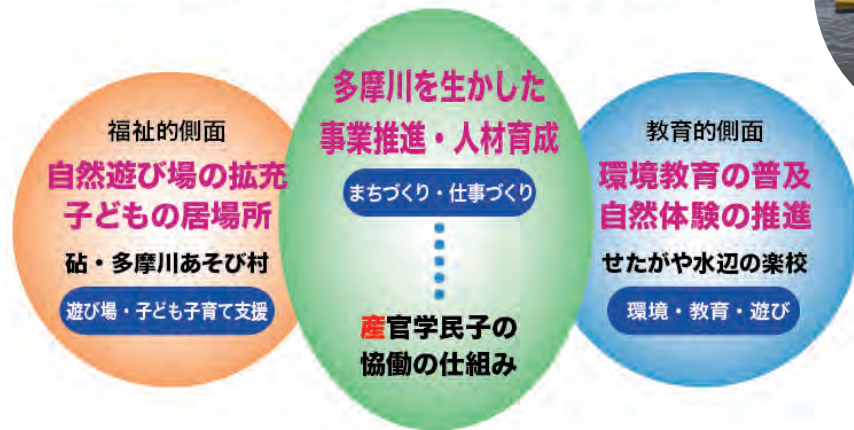 福祉的側面
自然遊び場の拡充
子どもの居場所
砧・多摩川あそび村
遊び場・子ども子育て支援
多摩川を生かした
事業推進・人材育成
まちづくり・仕事づくり
産官学民子の
協働の仕組み
教育的側面
環境教育の普及
自然体験の推進
せたがや水辺の楽校
環境・教育・遊び